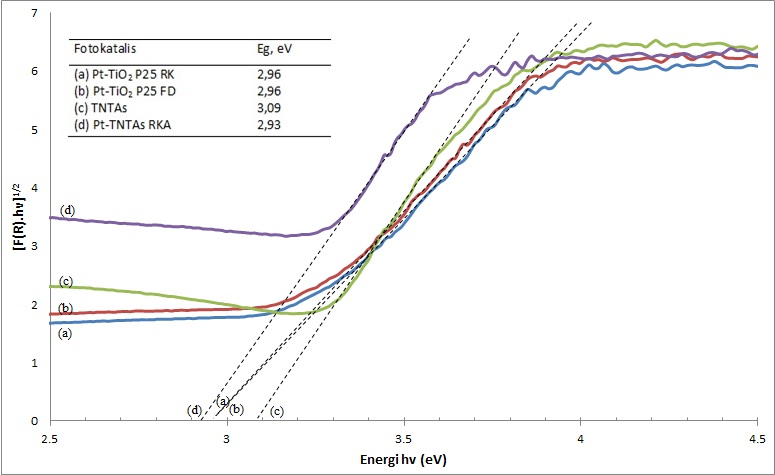 7
Fotokatalis Eg, eV
(a) Pt-TiO₂ P25 RK 2,96
(b) Pt-TiO₂ P25 FD 2,96
(c) TNTAs 3,09
(d) Pt-TNTAs RKA 2,93
6
5
4
[F(R).hν]^1/2
(d)
3
(c)
2
(b)
(a)
1
(d) (a) (b) (c)
0
2.5 3 3.5 4 4.5
Energi hv (eV)